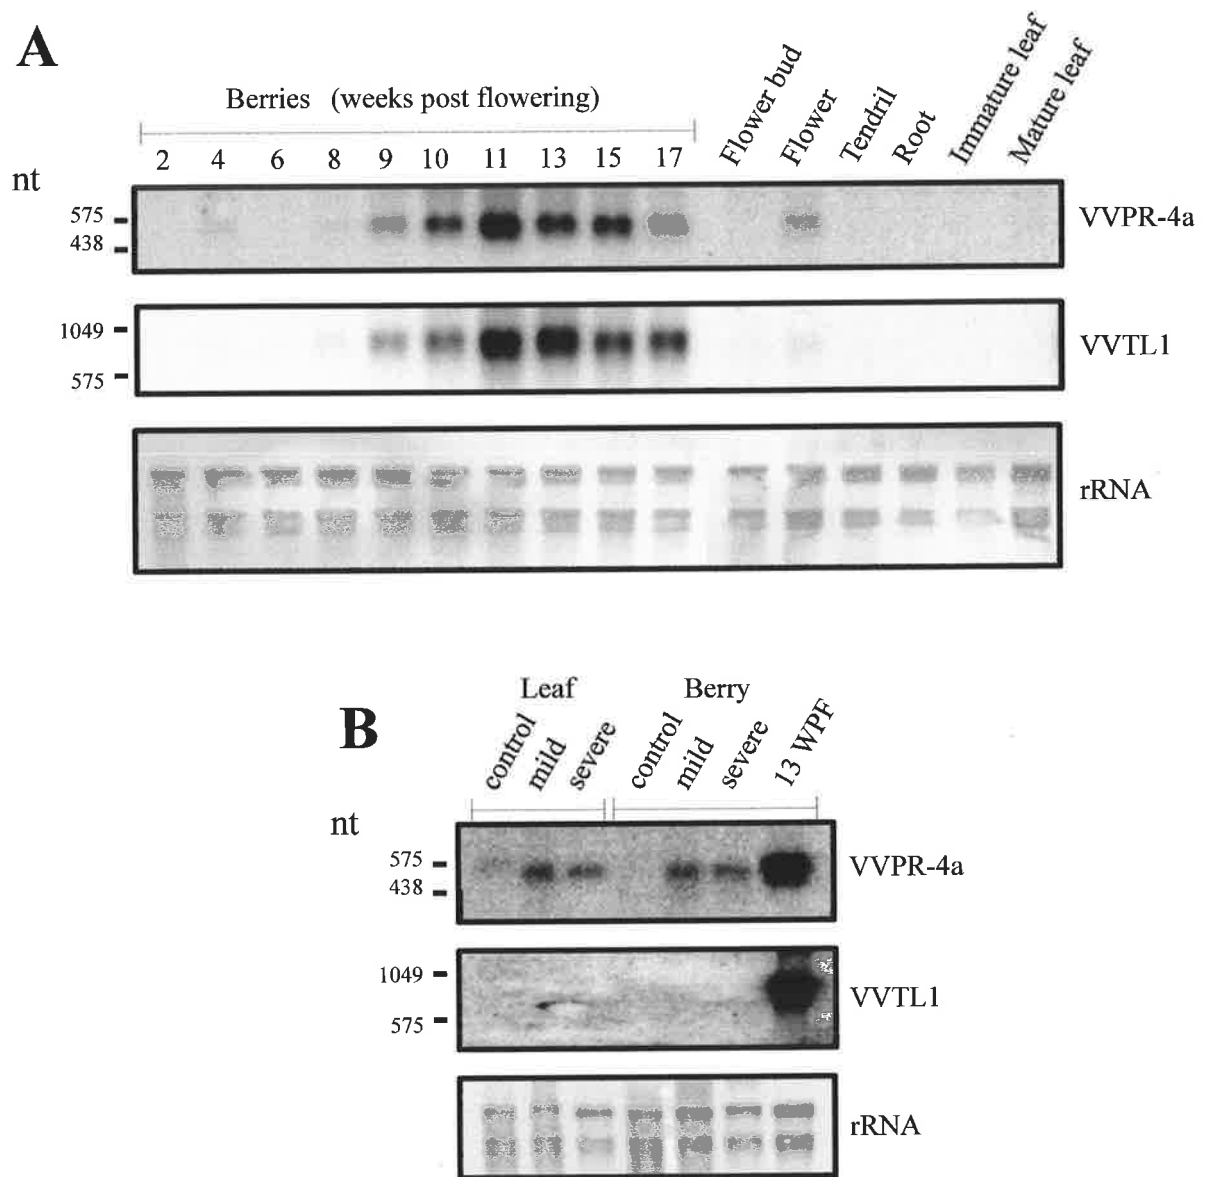 A
Berries (weeks post flowering)
Flower bud
Flower
Tendril
Root
Immature leaf
Mature leaf
2 4 6 8 9 10 11 13 15 17
nt
575
438
VVPR-4a
1049
575
VVTL1
rRNA
B
Leaf
Berry
control
mild
severe
control
mild
severe
13 WPF
nt
575
438
VVPR-4a
1049
575
VVTL1
rRNA